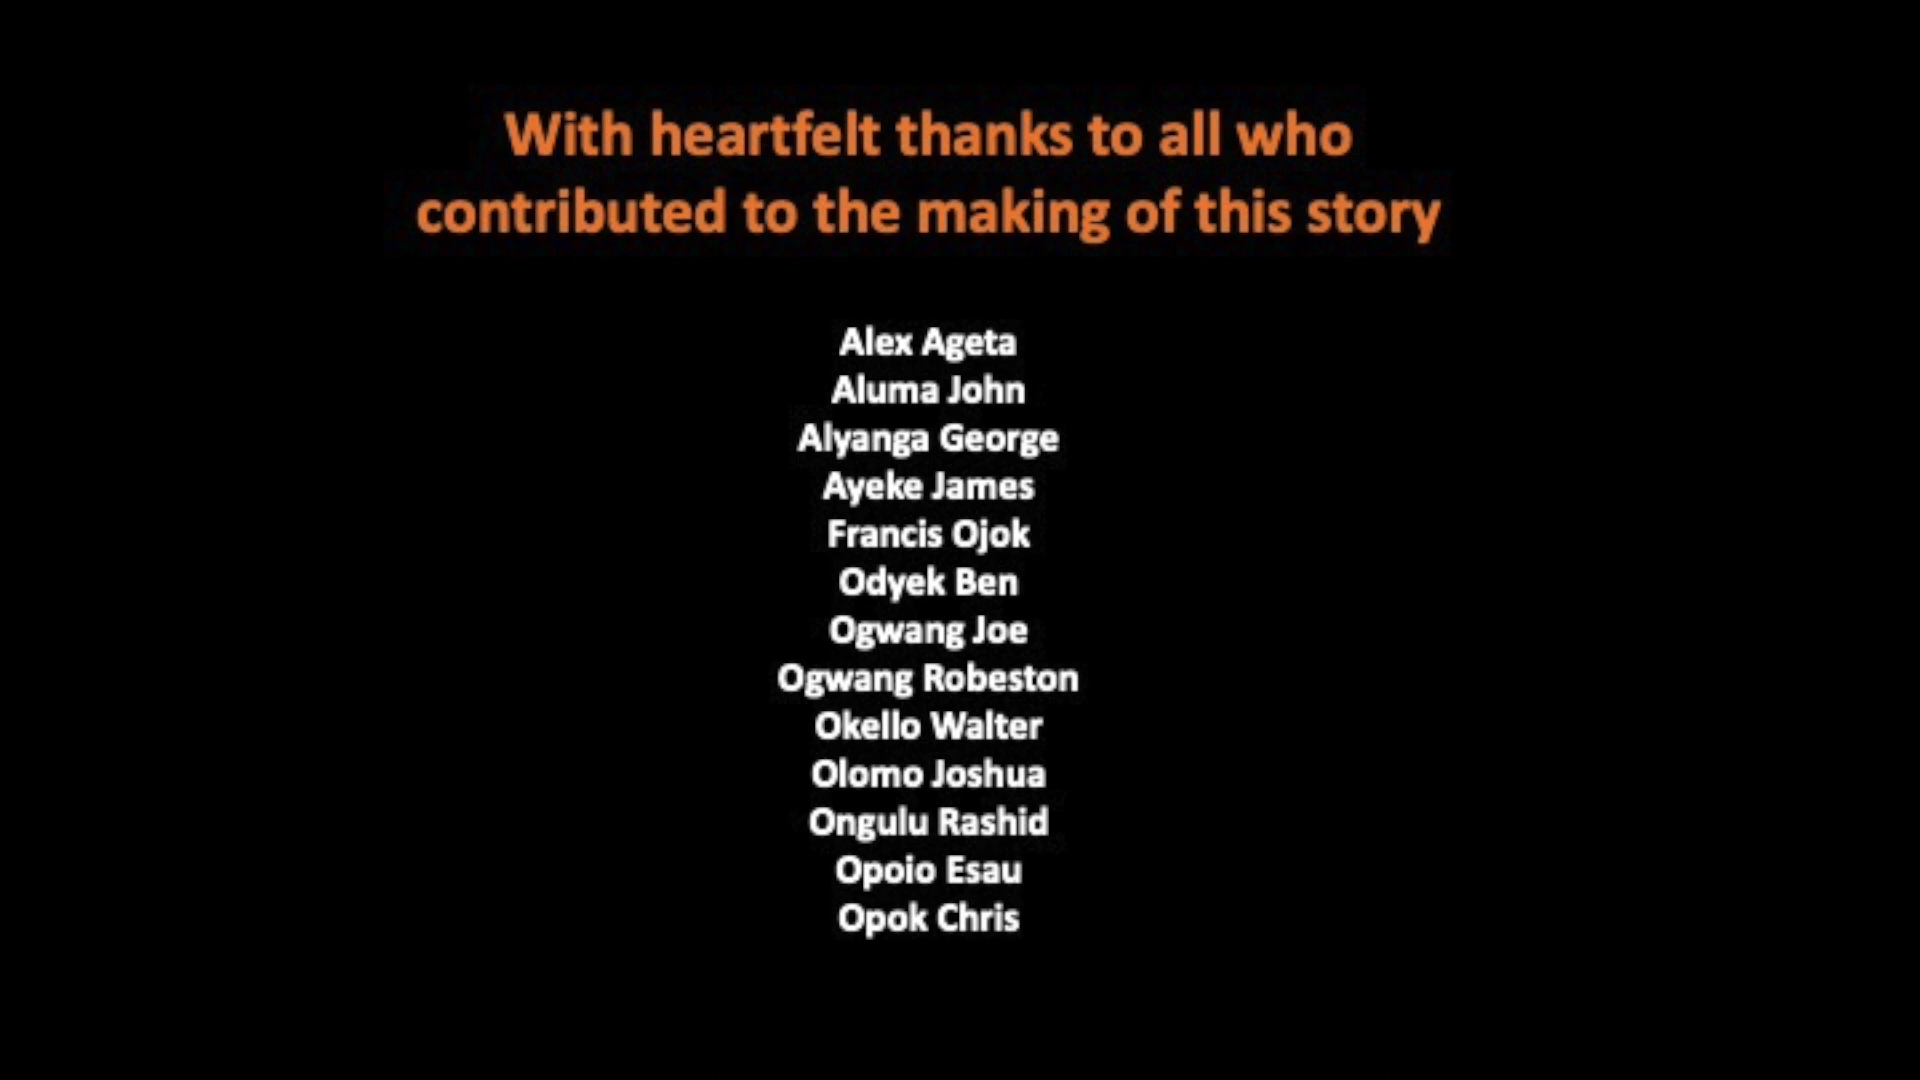 With heartfelt thanks to all who
contributed to the making of this story
Alex Ageta
Aluma John
Alyanga George
Ayeke James
Francis Ojok
Odyek Ben
Ogwang Joe
Ogwang Robeston
Okello Walter
Olomo Joshua
Ongulu Rashid
Opoio Esau
Opok Chris